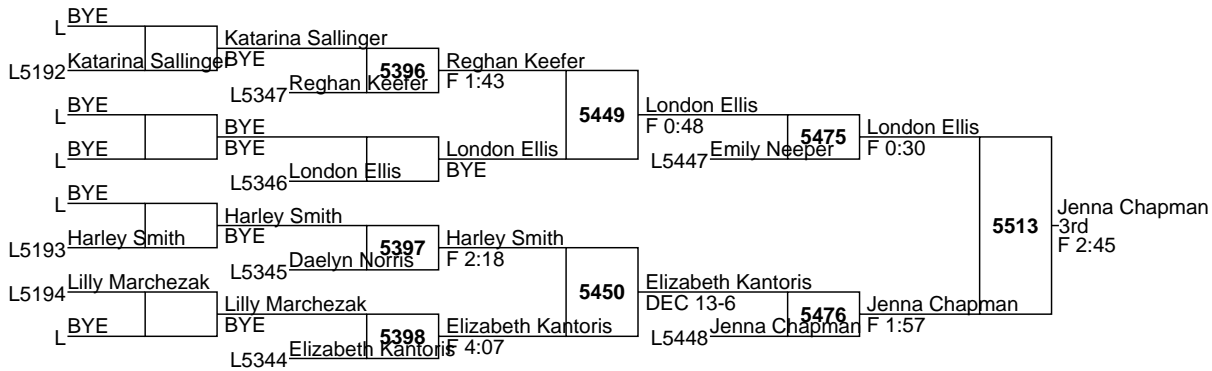 L BYE
L5192 Katarina Sallinger
Katarina Sallinger
BYE
L5347 Reghan Keefer
5396
Reghan Keefer
F 1:43
L BYE
L BYE
BYE
BYE
L5346 London Ellis
London Ellis
BYE
5449
London Ellis
F 0:48
L5447 Emily Neeper
5475
London Ellis
F 0:30
L BYE
L5193 Harley Smith
Harley Smith
BYE
L5345 Daelyn Norris
5397
Harley Smith
F 2:18
L5194 Lilly Marchezak
L BYE
Lilly Marchezak
BYE
L5344 Elizabeth Kantoris
5398
Elizabeth Kantoris
F 4:07
5450
Elizabeth Kantoris
DEC 13-6
L5448 Jenna Chapman
5476
Jenna Chapman
F 1:57
5513
Jenna Chapman
3rd
F 2:45